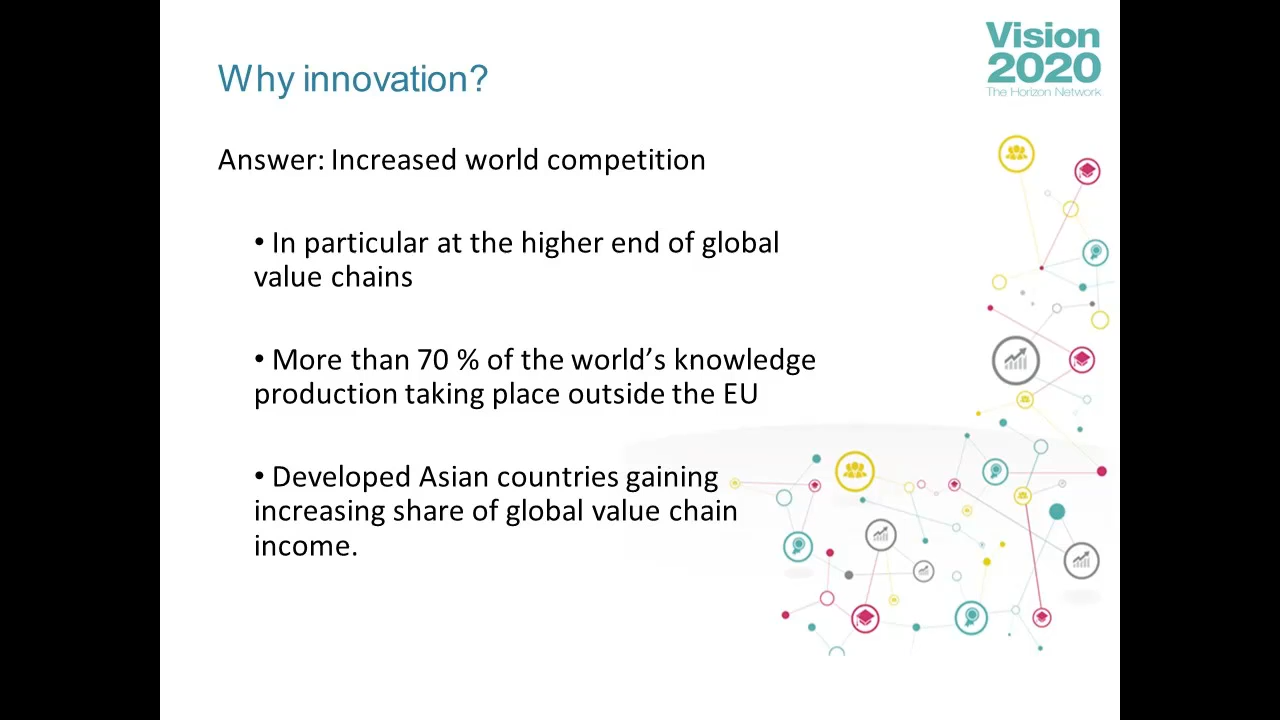 Vision
2020
The Horizon Network
Why innovation?
Answer: Increased world competition
• In particular at the higher end of global
value chains
• More than 70 % of the world’s knowledge
production taking place outside the EU
• Developed Asian countries gaining
increasing share of global value chain
income.